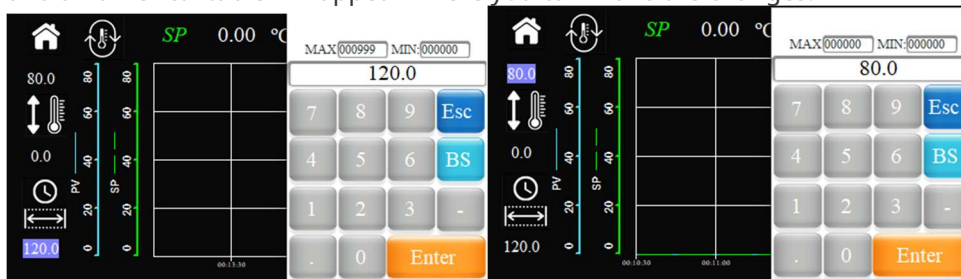 SP 0.00 °C
MAX 000999 MIN: 000000
120.0
80.0
80 80
60 60
0.0
PV
SP
40 40
20 20
120.0
0 0
00:13:30
7 8 9 Esc
4 5 6 BS
1 2 3 -
. 0 Enter
SP 0.00 °C
MAX 000000 MIN: 000000
80.0
80.0
80 80
60 60
0.0
PV
SP
40 40
20 20
120.0
0 0
00:10:30 00:11:00
7 8 9 Esc
4 5 6 BS
1 2 3 -
. 0 Enter